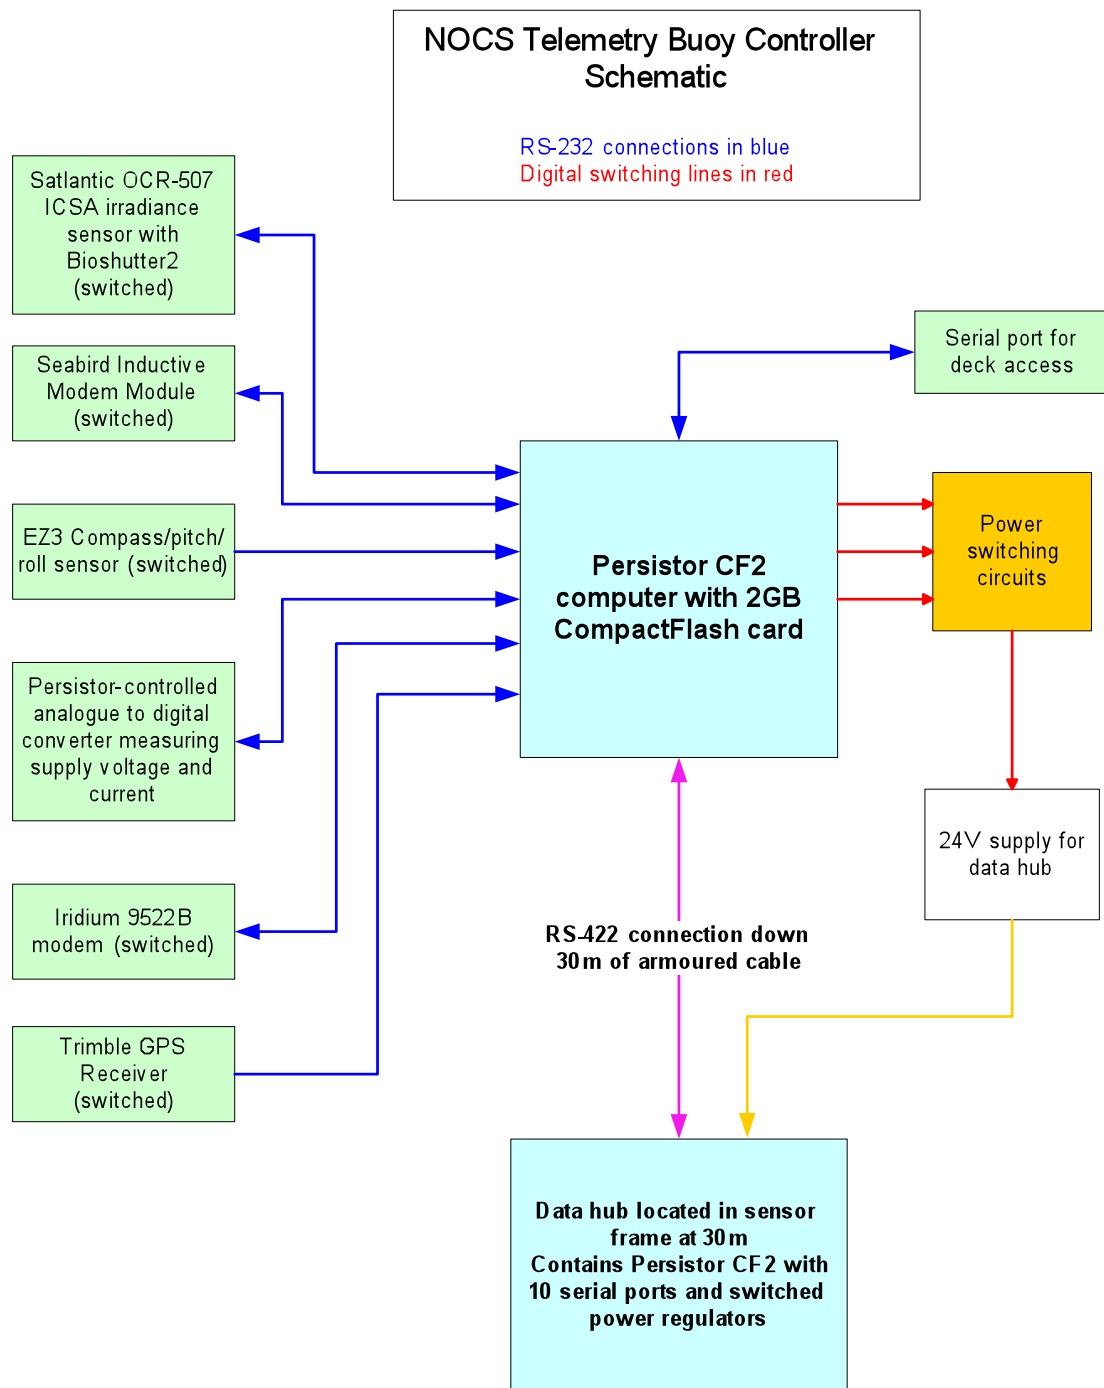 NOCS Telemetry Buoy Controller
Schematic
RS-232 connections in blue
Digital switching lines in red
Satlantic OCR-507
ICSA irradiance
sensor with
Bioshutter2
(switched)
Seabird Inductive
Modem Module
(switched)
EZ3 Compass/pitch/
roll sensor (switched)
Persistor-controlled
analogue to digital
converter measuring
supply voltage and
current
Iridium 9522B
modem (switched)
Trimble GPS
Receiver
(switched)
Serial port for
deck access
Persistor CF2
computer with 2GB
CompactFlash card
Power
switching
circuits
24V supply for
data hub
RS-422 connection down
30m of armoured cable
Data hub located in sensor
frame at 30m
Contains Persistor CF2 with
10 serial ports and switched
power regulators